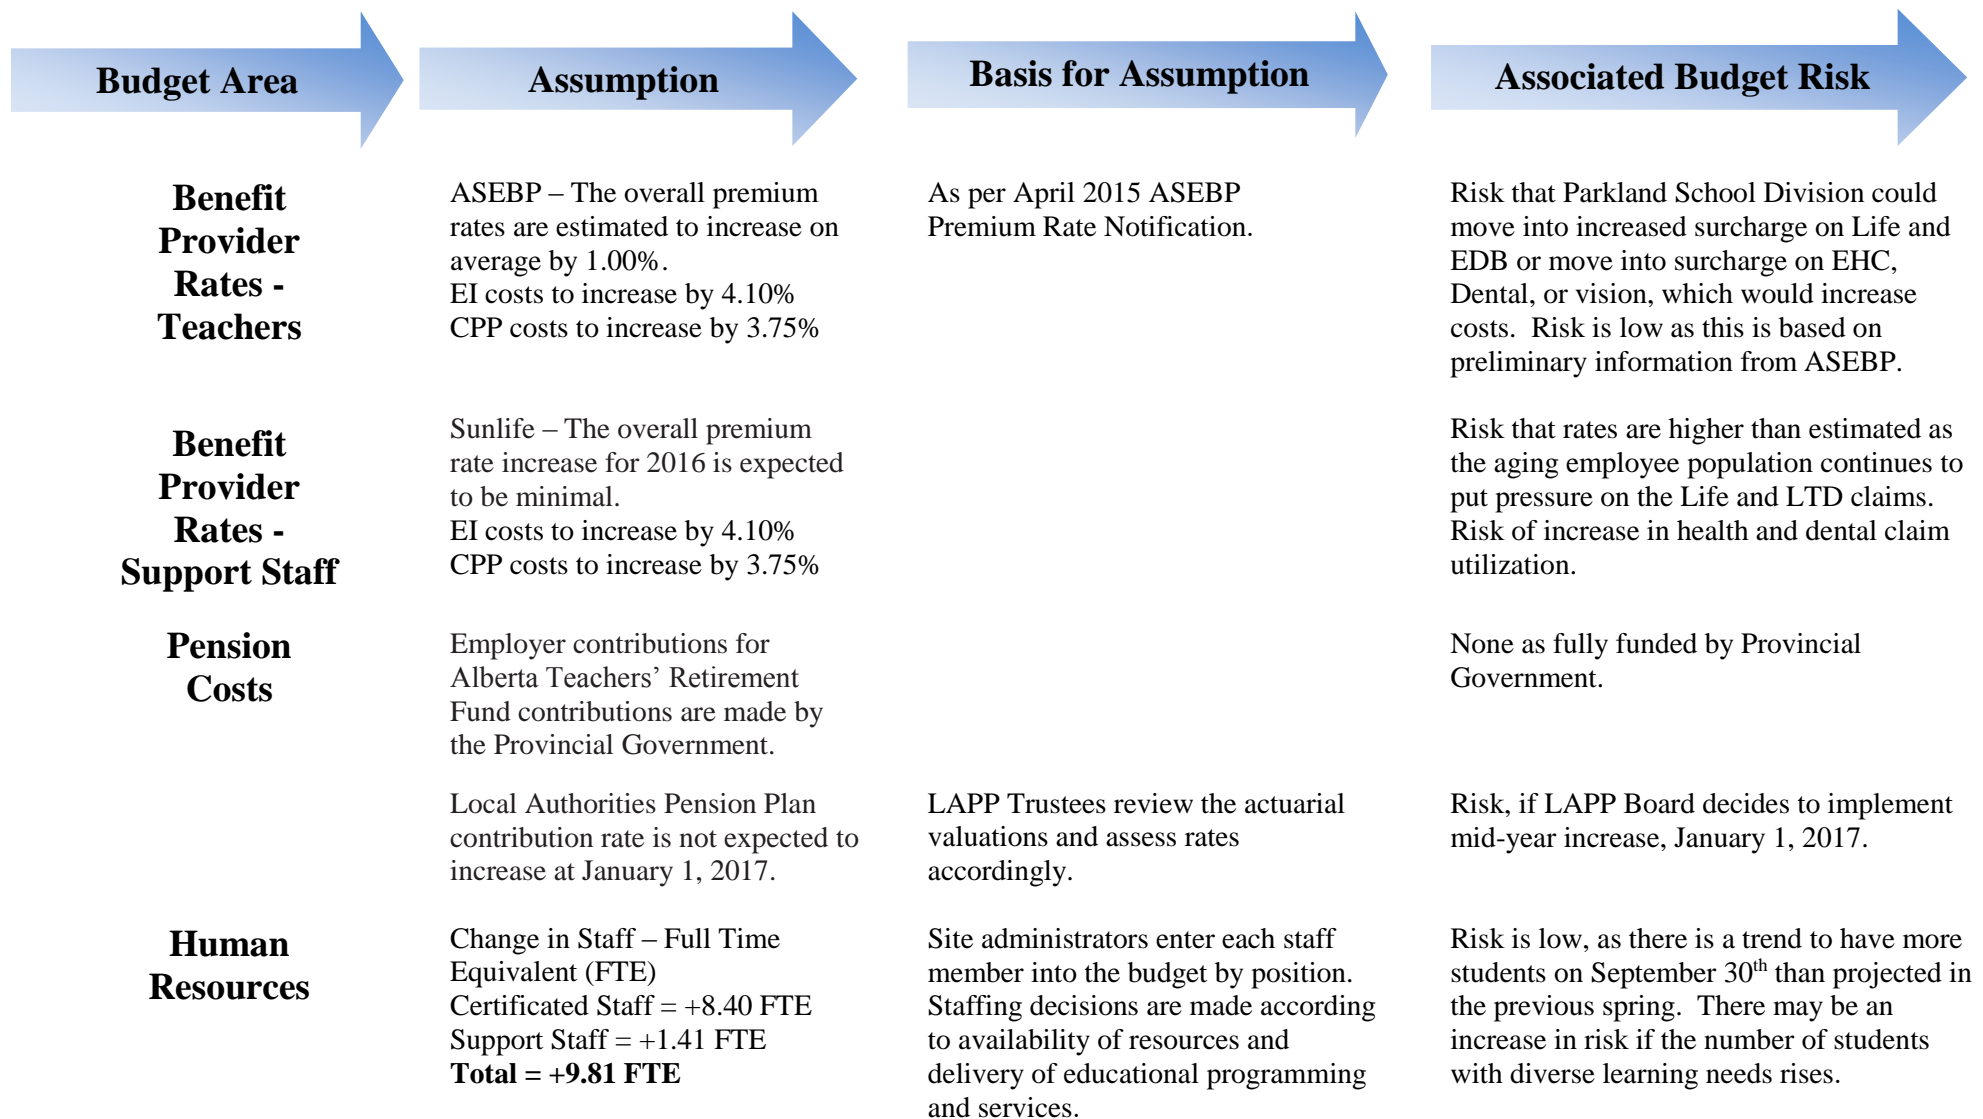 Budget Area
Assumption
Basis for Assumption
Associated Budget Risk
Benefit
Provider
Rates -
Teachers
ASEBP – The overall premium
rates are estimated to increase on
average by 1.00%.
EI costs to increase by 4.10%
CPP costs to increase by 3.75%
As per April 2015 ASEBP
Premium Rate Notification.
Risk that Parkland School Division could
move into increased surcharge on Life and
EDB or move into surcharge on EHC,
Dental, or vision, which would increase
costs.  Risk is low as this is based on
preliminary information from ASEBP.
Benefit
Provider
Rates -
Support Staff
Sunlife – The overall premium
rate increase for 2016 is expected
to be minimal.
EI costs to increase by 4.10%
CPP costs to increase by 3.75%
Risk that rates are higher than estimated as
the aging employee population continues to
put pressure on the Life and LTD claims.
Risk of increase in health and dental claim
utilization.
Pension
Costs
Employer contributions for
Alberta Teachers’ Retirement
Fund contributions are made by
the Provincial Government.
None as fully funded by Provincial
Government.
Local Authorities Pension Plan
contribution rate is not expected to
increase at January 1, 2017.
LAPP Trustees review the actuarial
valuations and assess rates
accordingly.
Risk, if LAPP Board decides to implement
mid-year increase, January 1, 2017.
Human
Resources
Change in Staff – Full Time
Equivalent (FTE)
Certificated Staff = +8.40 FTE
Support Staff = +1.41 FTE
Total = +9.81 FTE
Site administrators enter each staff
member into the budget by position.
Staffing decisions are made according
to availability of resources and
delivery of educational programming
and services.
Risk is low, as there is a trend to have more
students on September 30th than projected in
the previous spring.  There may be an
increase in risk if the number of students
with diverse learning needs rises.